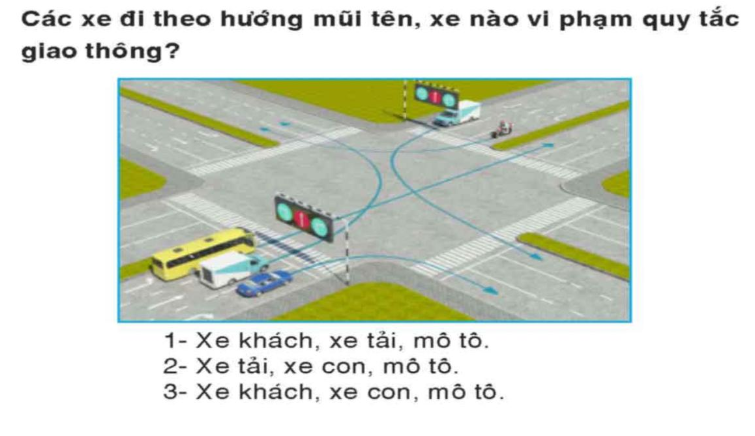 Các xe đi theo hướng mũi tên, xe nào vi phạm quy tắc
giao thông?
1- Xe khách, xe tải, mô tô.
2- Xe tải, xe con, mô tô.
3- Xe khách, xe con, mô tô.